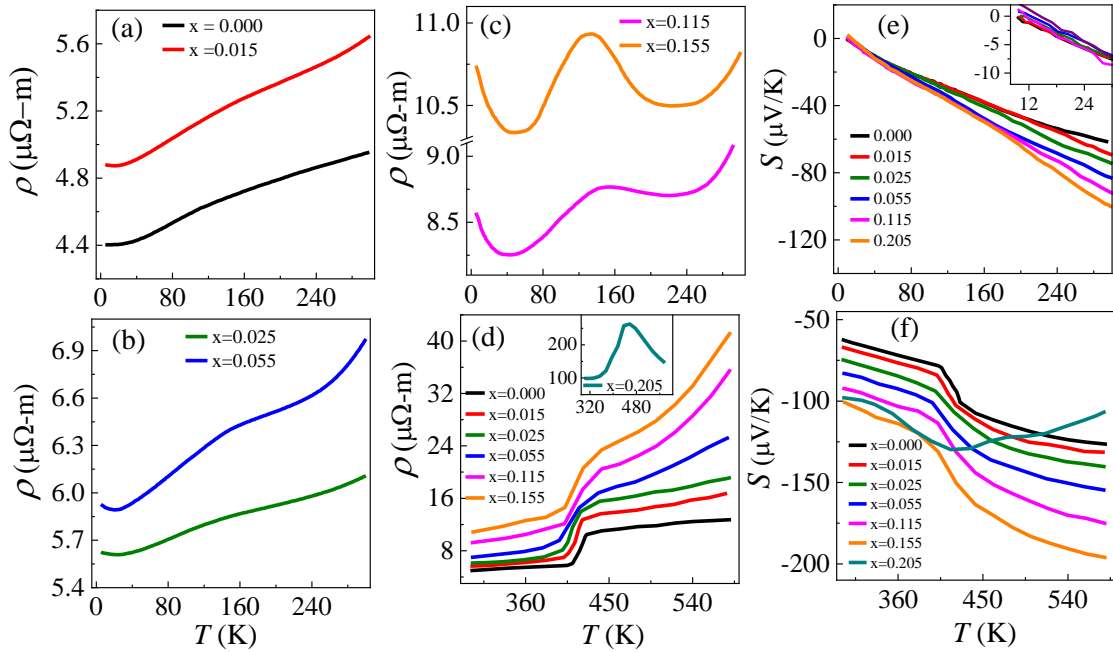 (a)
x = 0.000
x =0.015
5.6
5.2
4.8
4.4
ρ (μΩ−m)
0 80 160 240
(b)
x=0.025
x=0.055
6.9
6.6
6.3
6.0
5.7
5.4
ρ (μΩ-m)
0 80 160 240
T (K)
(c)
x=0.115
x=0.155
11.0
10.5
9.0
8.5
ρ (μΩ-m)
0 80 160 240
(d)
200
100
x=0.205
320 480
x=0.000
x=0.015
x=0.025
x=0.055
x=0.115
x=0.155
40
32
24
16
8
ρ (μΩ-m)
360 450 540
T (K)
(e)
0
-5
-10
12 24
0.000
0.015
0.025
0.055
0.115
0.205
0
-40
-80
-120
S (μV/K)
0 80 160 240
(f)
x=0.000
x=0.015
x=0.025
x=0.055
x=0.115
x=0.155
x=0.205
-50
-100
-150
-200
S (μV/K)
360 450 540
T (K)